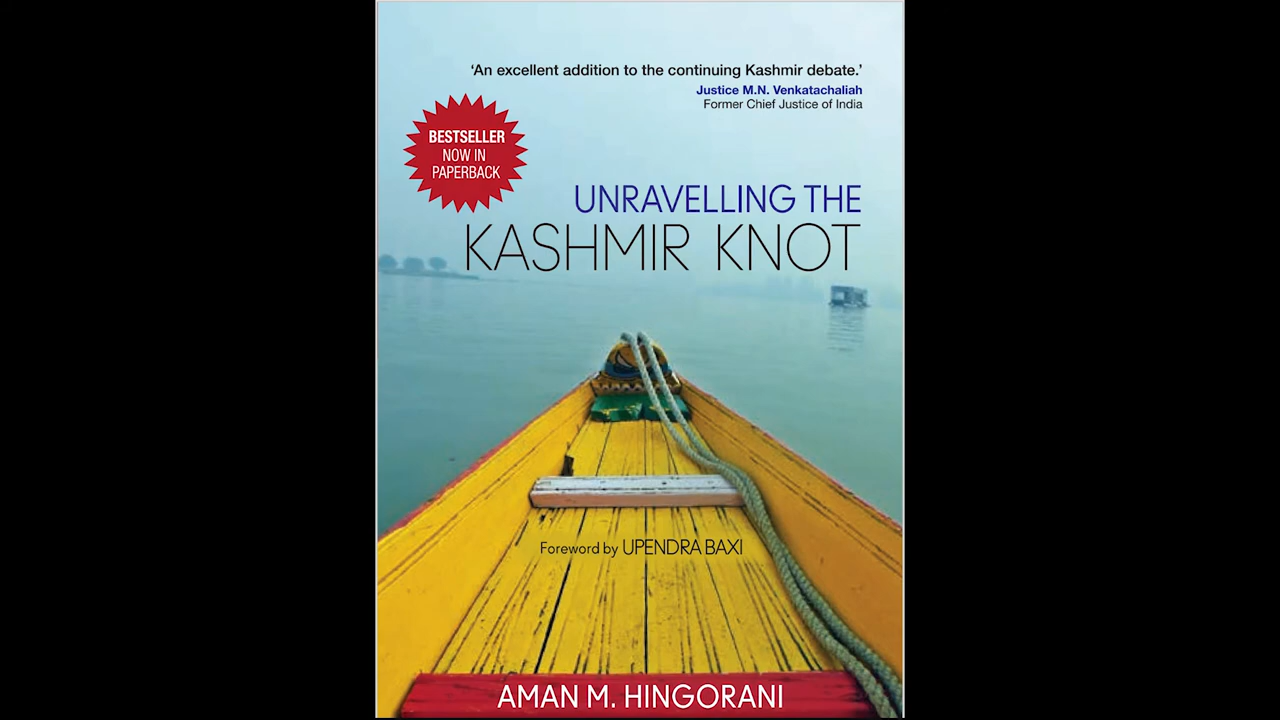 ‘An excellent addition to the continuing Kashmir debate.’
Justice M.N. Venkatachaliah
Former Chief Justice of India
BESTSELLER
NOW IN
PAPERBACK
UNRAVELLING THE
KASHMIR KNOT
Foreword by UPENDRA BAXI
AMAN M. HINGORANI